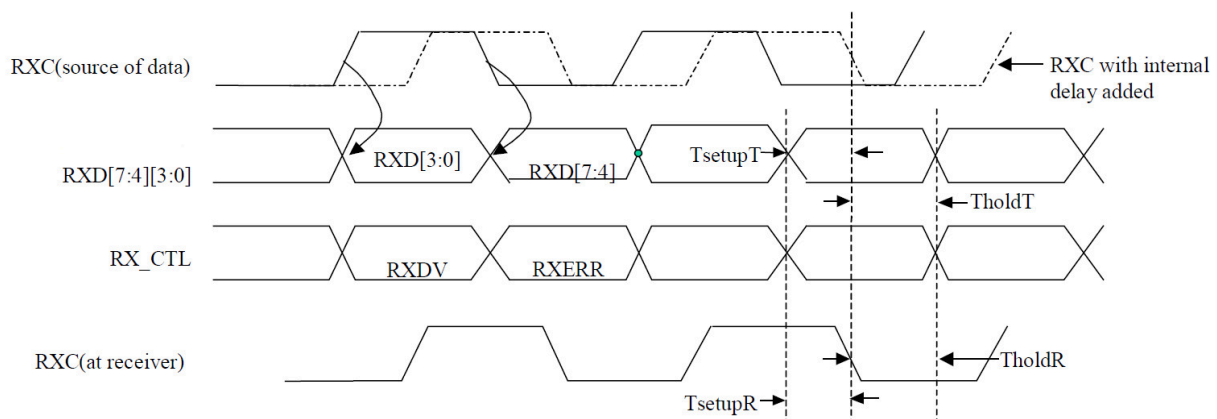 RXC(source of data)
RXC with internal
delay added
RXD[7:4][3:0]
RXD[3:0]
RXD[7:4]
TsetupT
TholdT
RX_CTL
RXDV
RXERR
RXC(at receiver)
TholdR
TsetupR